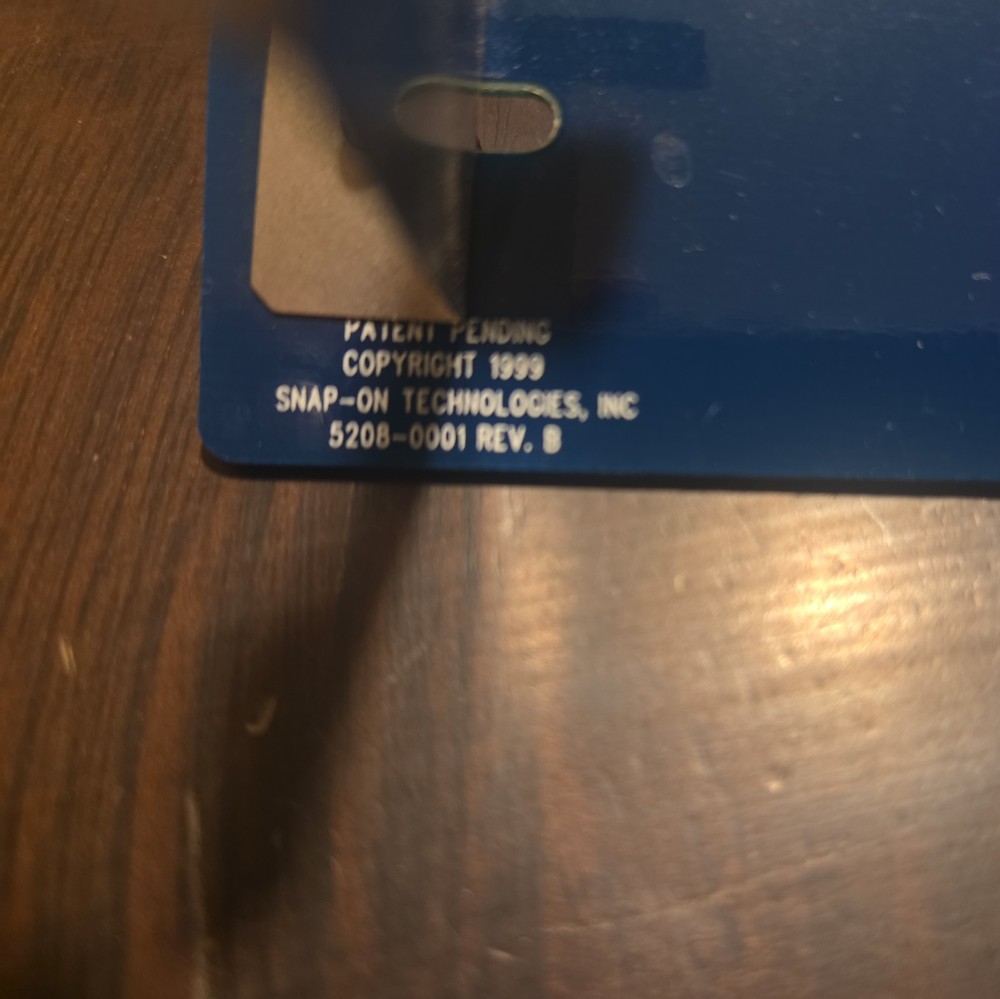 PATENT PENDING
COPYRIGHT 1999
SNAP-ON TECHNOLOGIES, INC
5208-0001 REV. B